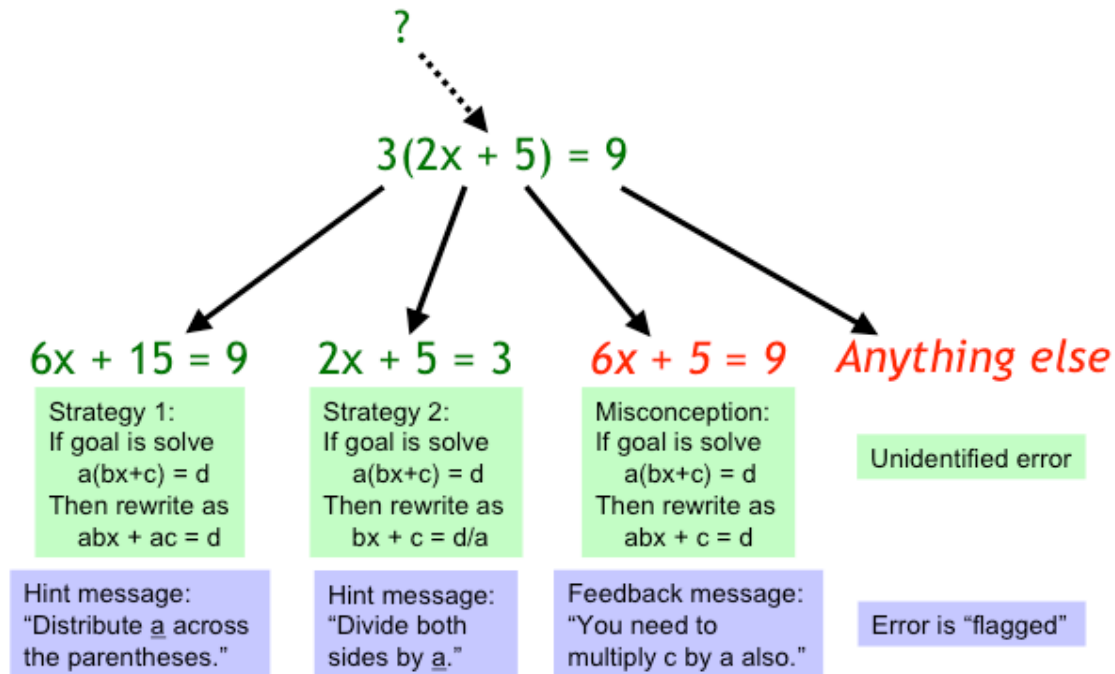 ?
3(2x + 5) = 9
6x + 15 = 9
2x + 5 = 3
6x + 5 = 9
Anything else
Strategy 1:
If goal is solve
a(bx+c) = d
Then rewrite as
abx + ac = d
Strategy 2:
If goal is solve
a(bx+c) = d
Then rewrite as
bx + c = d/a
Misconception:
If goal is solve
a(bx+c) = d
Then rewrite as
abx + c = d
Unidentified error
Hint message:
“Distribute a across
the parentheses.”
Hint message:
“Divide both
sides by a.”
Feedback message:
“You need to
multiply c by a also.”
Error is “flagged”